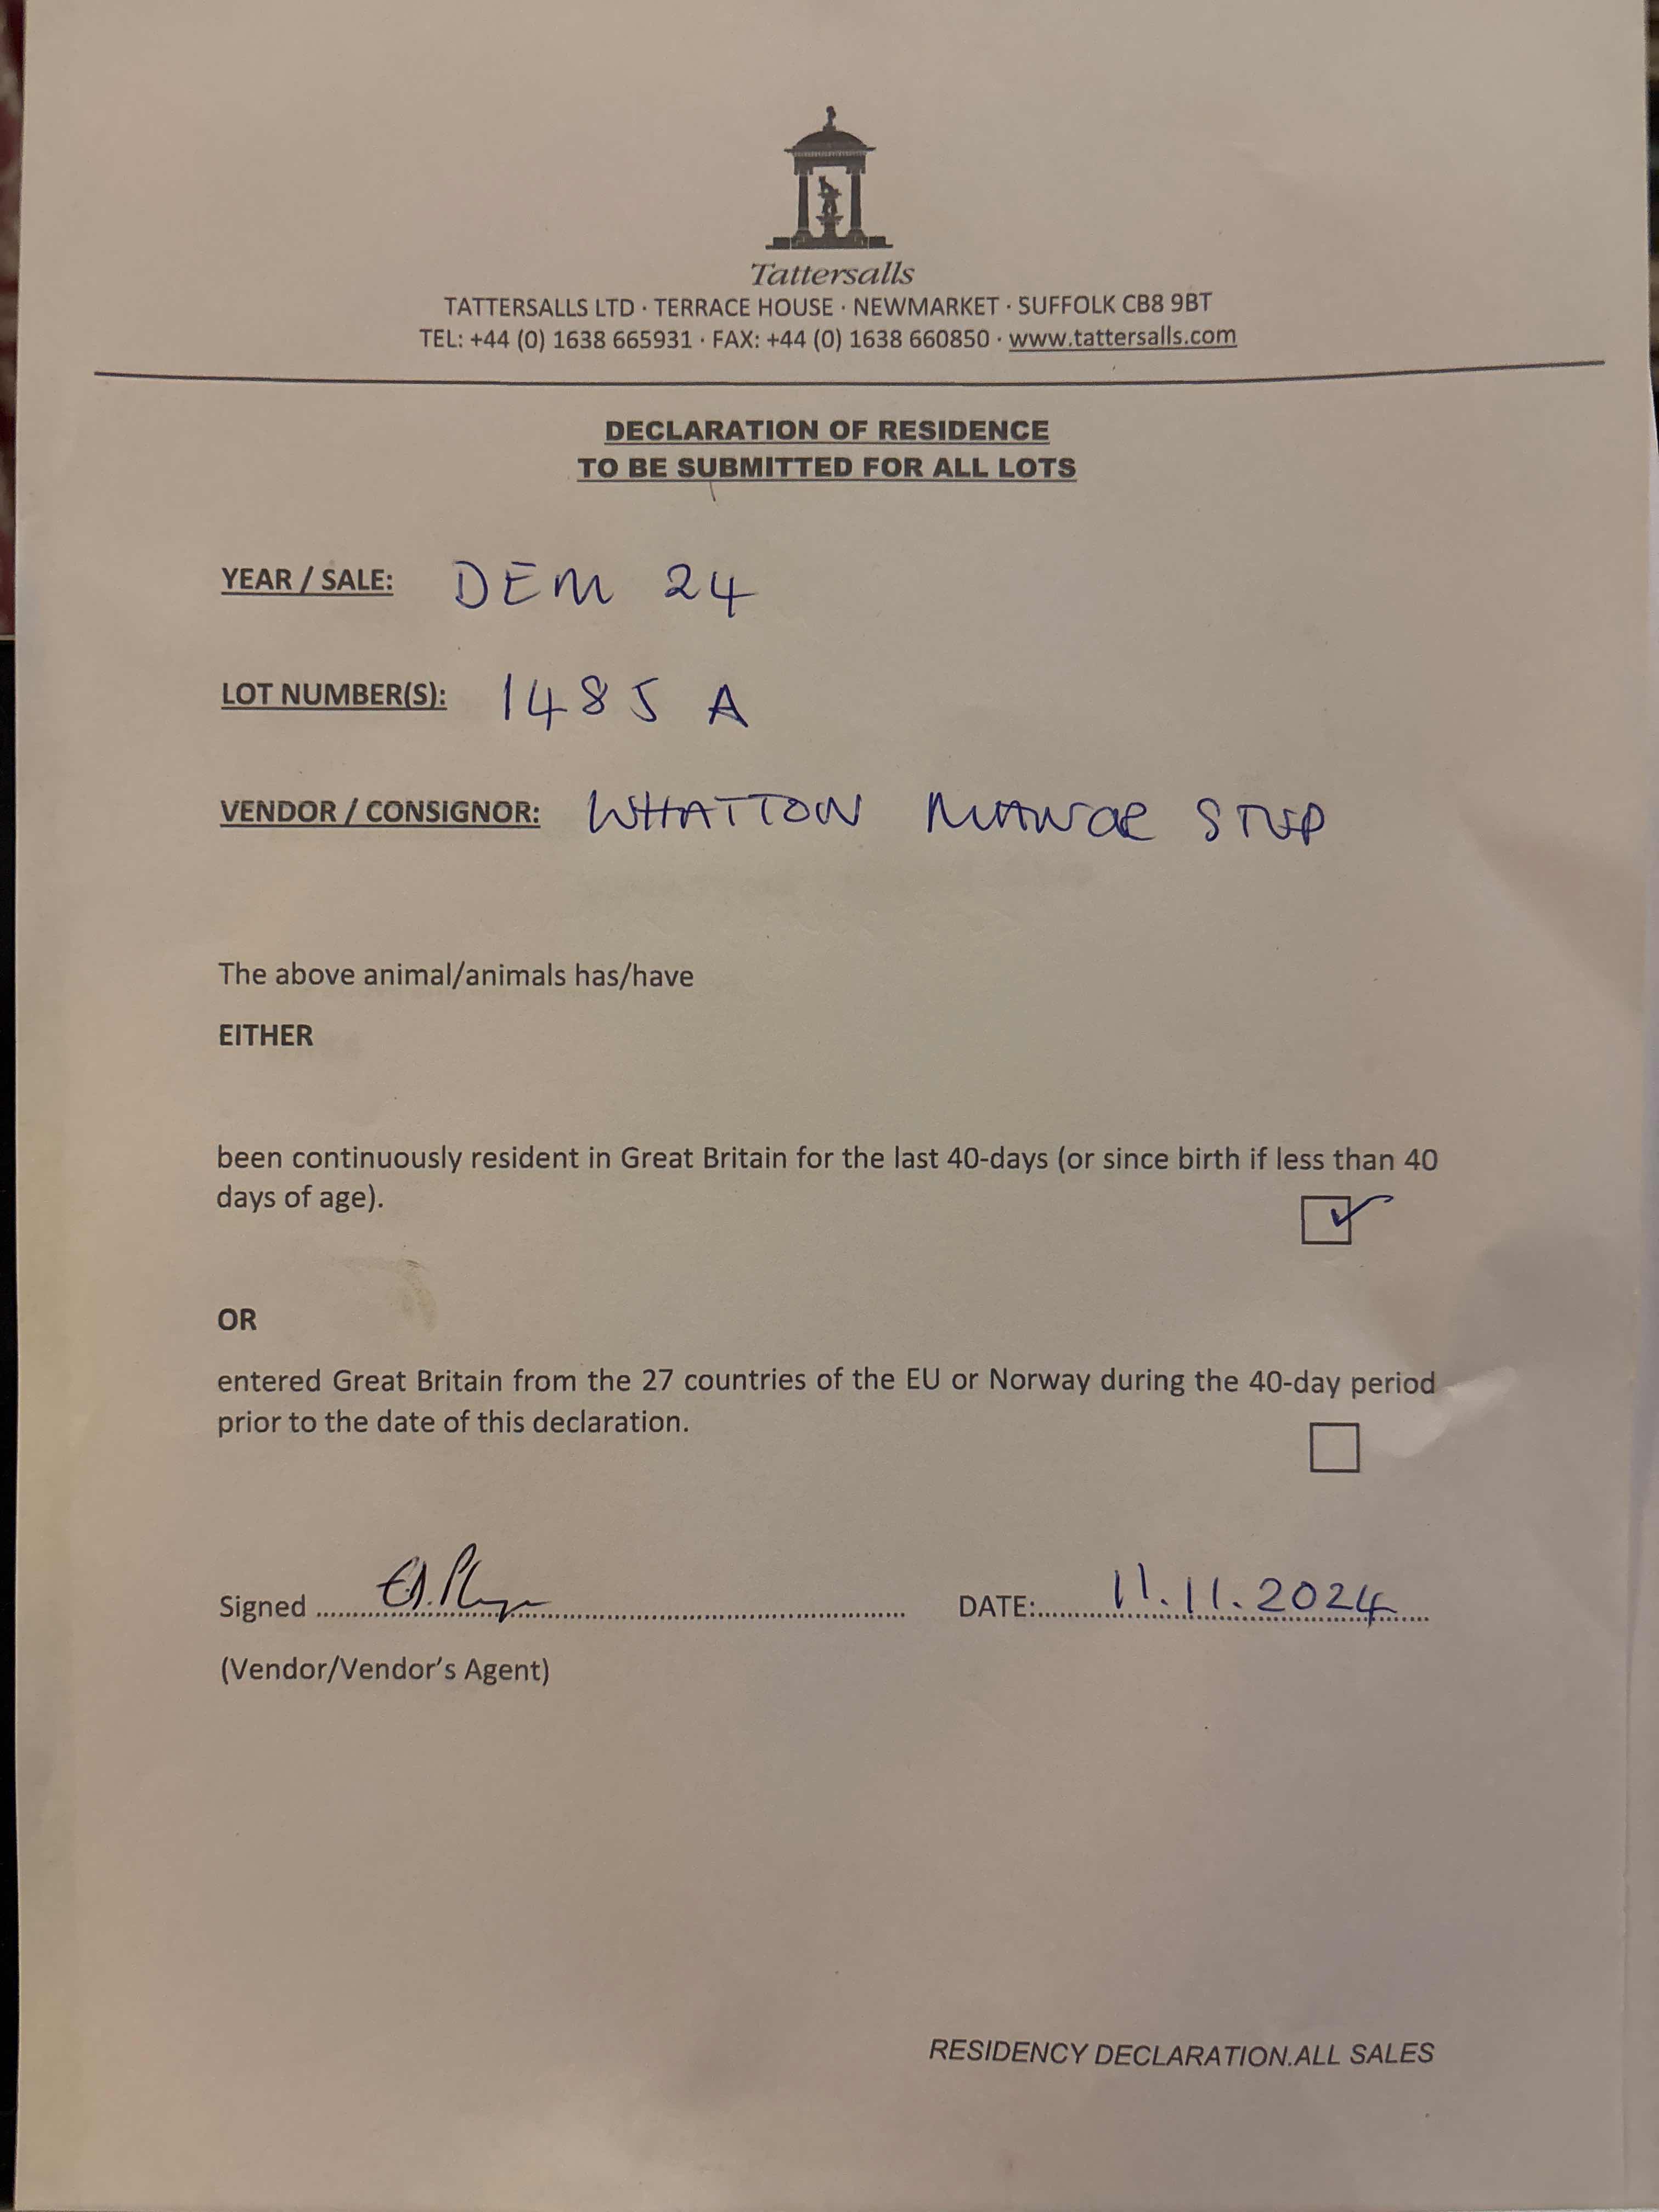 Tattersalls
TATTERSALLS LTD · TERRACE HOUSE · NEWMARKET · SUFFOLK CB8 9BT
TEL: +44 (0) 1638 665931 · FAX: +44 (0) 1638 660850 · www.tattersalls.com
DECLARATION OF RESIDENCE
TO BE SUBMITTED FOR ALL LOTS
YEAR / SALE: DEM 24
LOT NUMBER(S): 1485 A
VENDOR / CONSIGNOR: WHATTON MANOR STUD
The above animal/animals has/have
EITHER
been continuously resident in Great Britain for the last 40-days (or since birth if less than 40
days of age).
OR
entered Great Britain from the 27 countries of the EU or Norway during the 40-day period
prior to the date of this declaration.
Signed DATE: 11.11.2024
(Vendor/Vendor's Agent)
RESIDENCY DECLARATION.ALL SALES